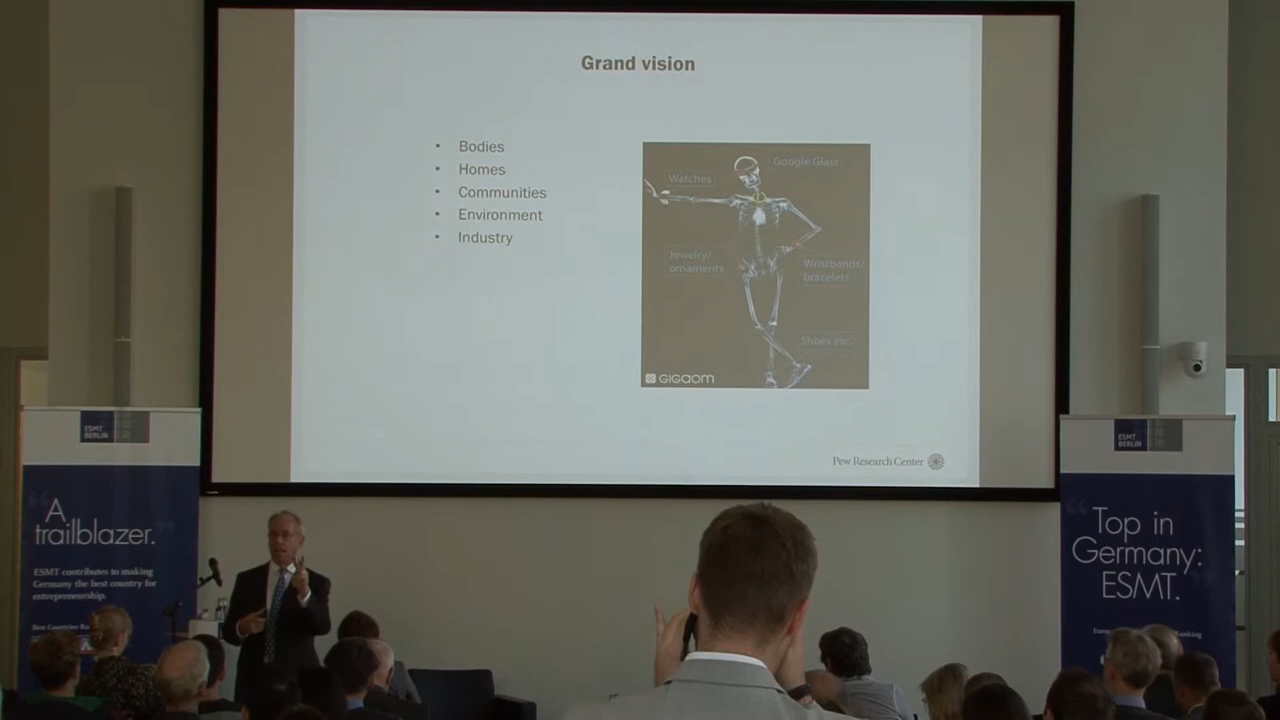 Grand vision
• Bodies
• Homes
• Communities
• Environment
• Industry
Google Glass
Watches
Jewelry/
ornaments
Wristbands/
bracelets
Shoes etc.
GIGAOM
Pew Research Center
ESMT
BERLIN
“A
trailblazer.”
ESMT contributes to making
Germany the best country for
entrepreneurship.
ESMT
BERLIN
“Top in
Germany:
ESMT.